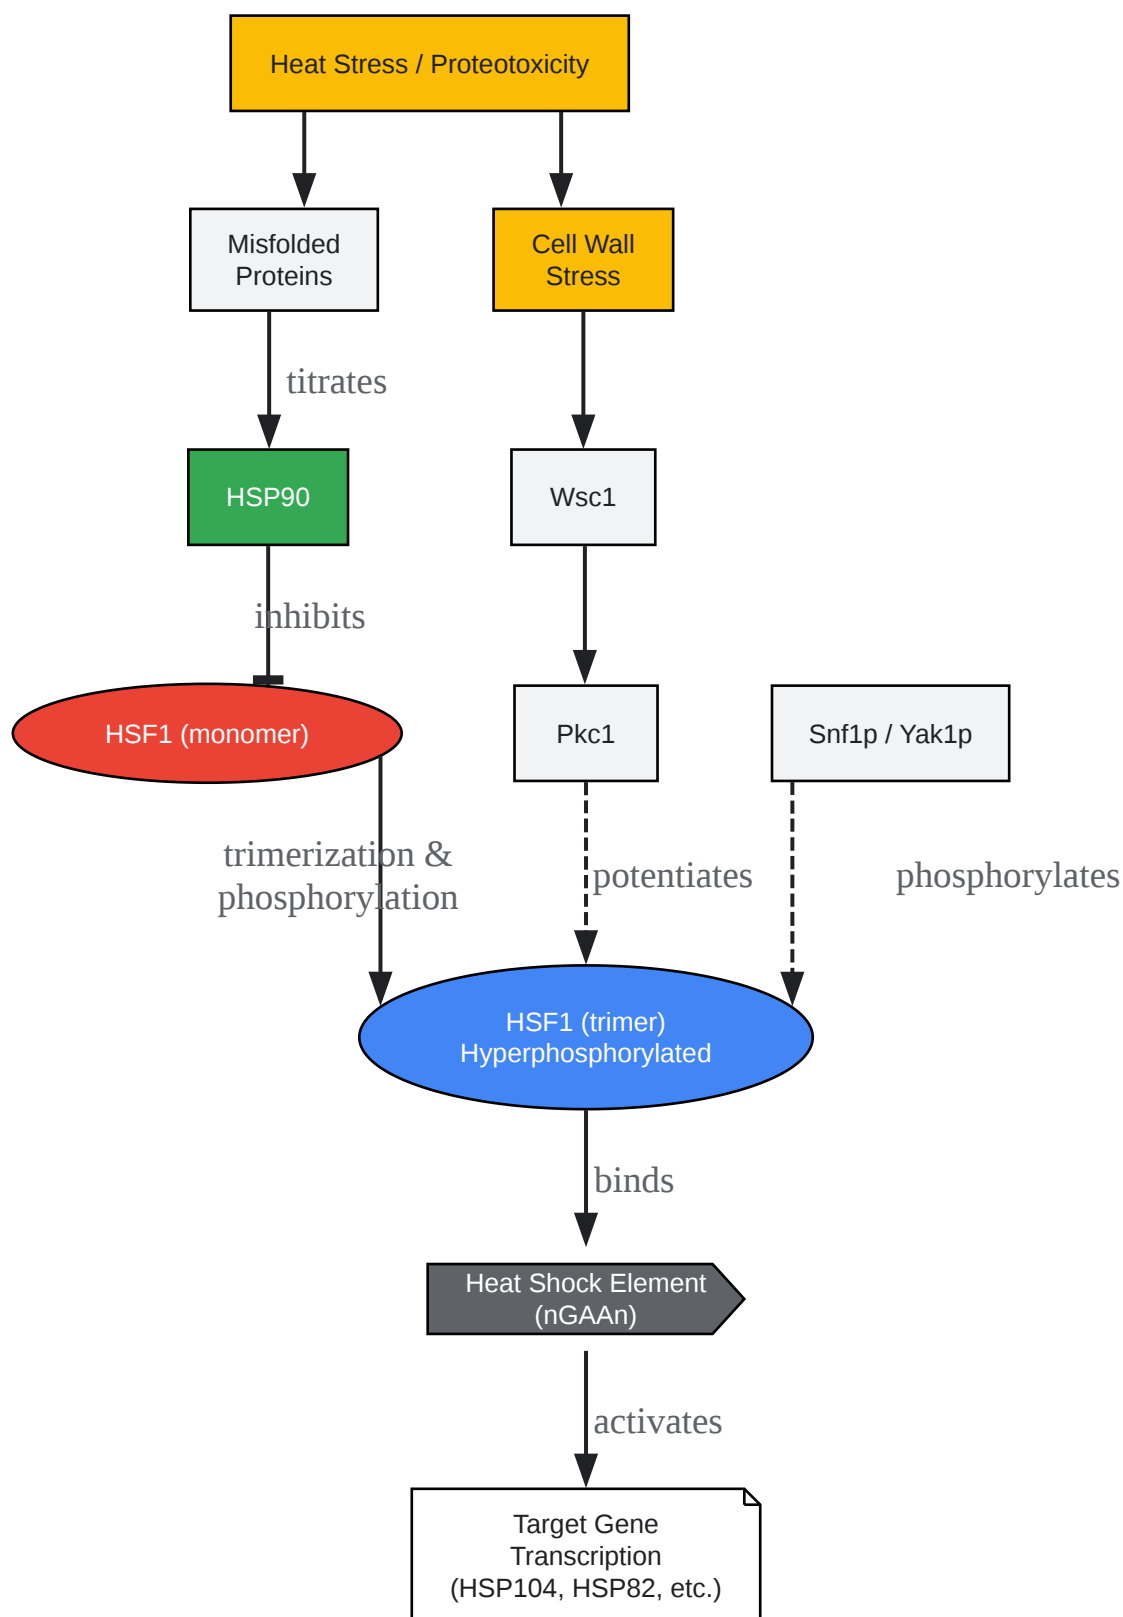 Heat Stress / Proteotoxicity
Misfolded
Proteins
Cell Wall
Stress
titrates
HSP90
Wsc1
inhibits
HSF1 (monomer)
Pkc1
Snf1p / Yak1p
trimerization &
phosphorylation
potentiates
phosphorylates
HSF1 (trimer)
Hyperphosphorylated
binds
Heat Shock Element
(nGAAn)
activates
Target Gene
Transcription
(HSP104, HSP82, etc.)